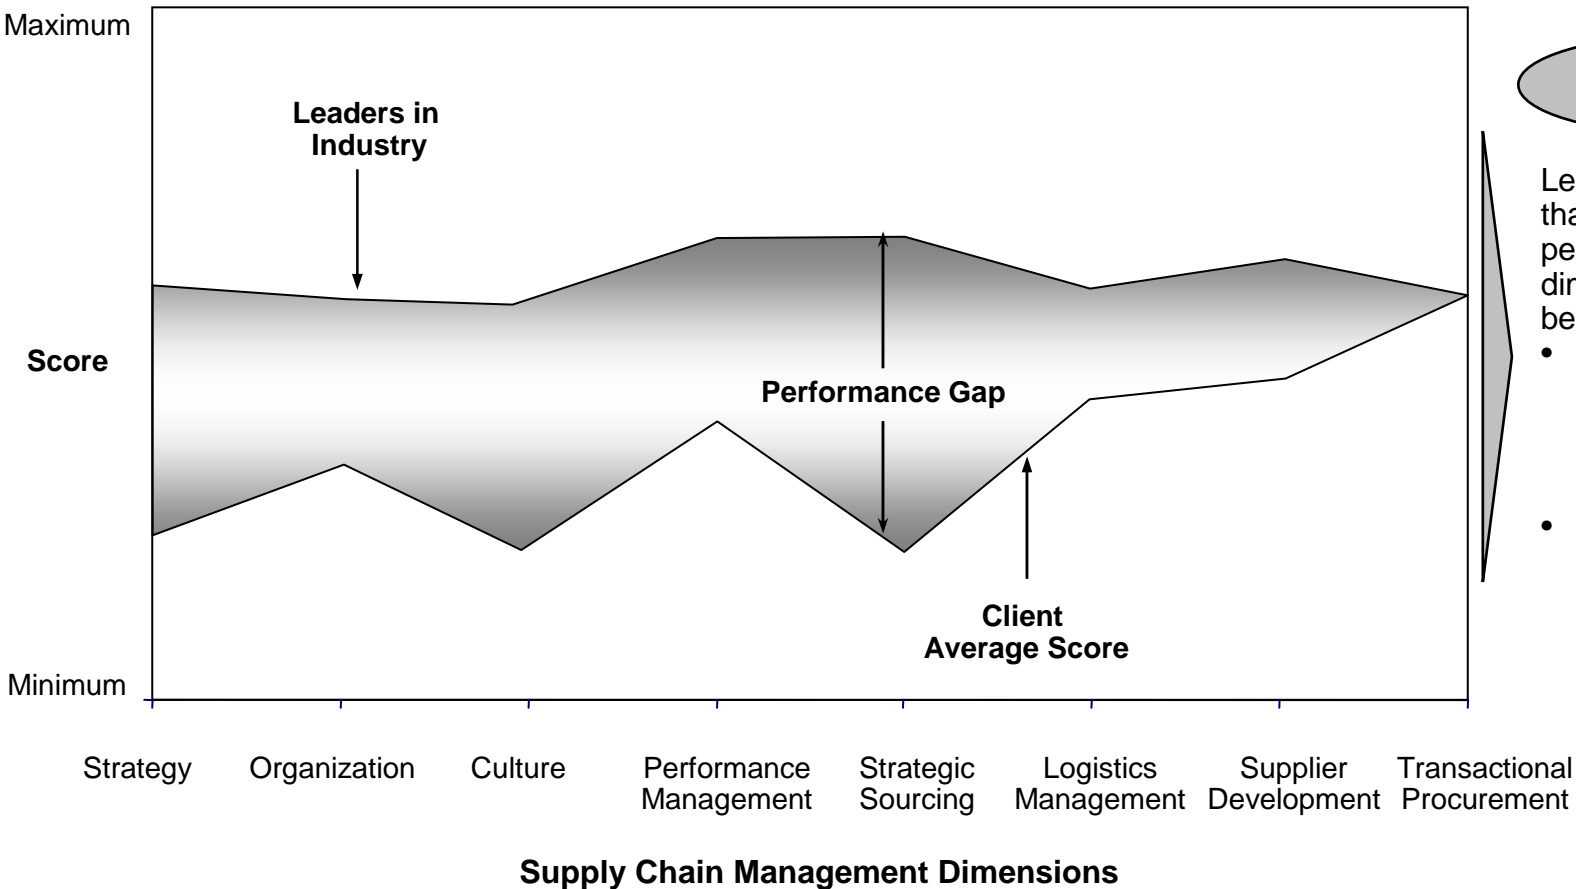 Maximum
Leaders in
Industry
Score
Performance Gap
Client
Average Score
Minimum
Strategy
Organization
Culture
Performance
Management
Strategic
Sourcing
Logistics
Management
Supplier
Development
Transactional
Procurement
Supply Chain Management Dimensions